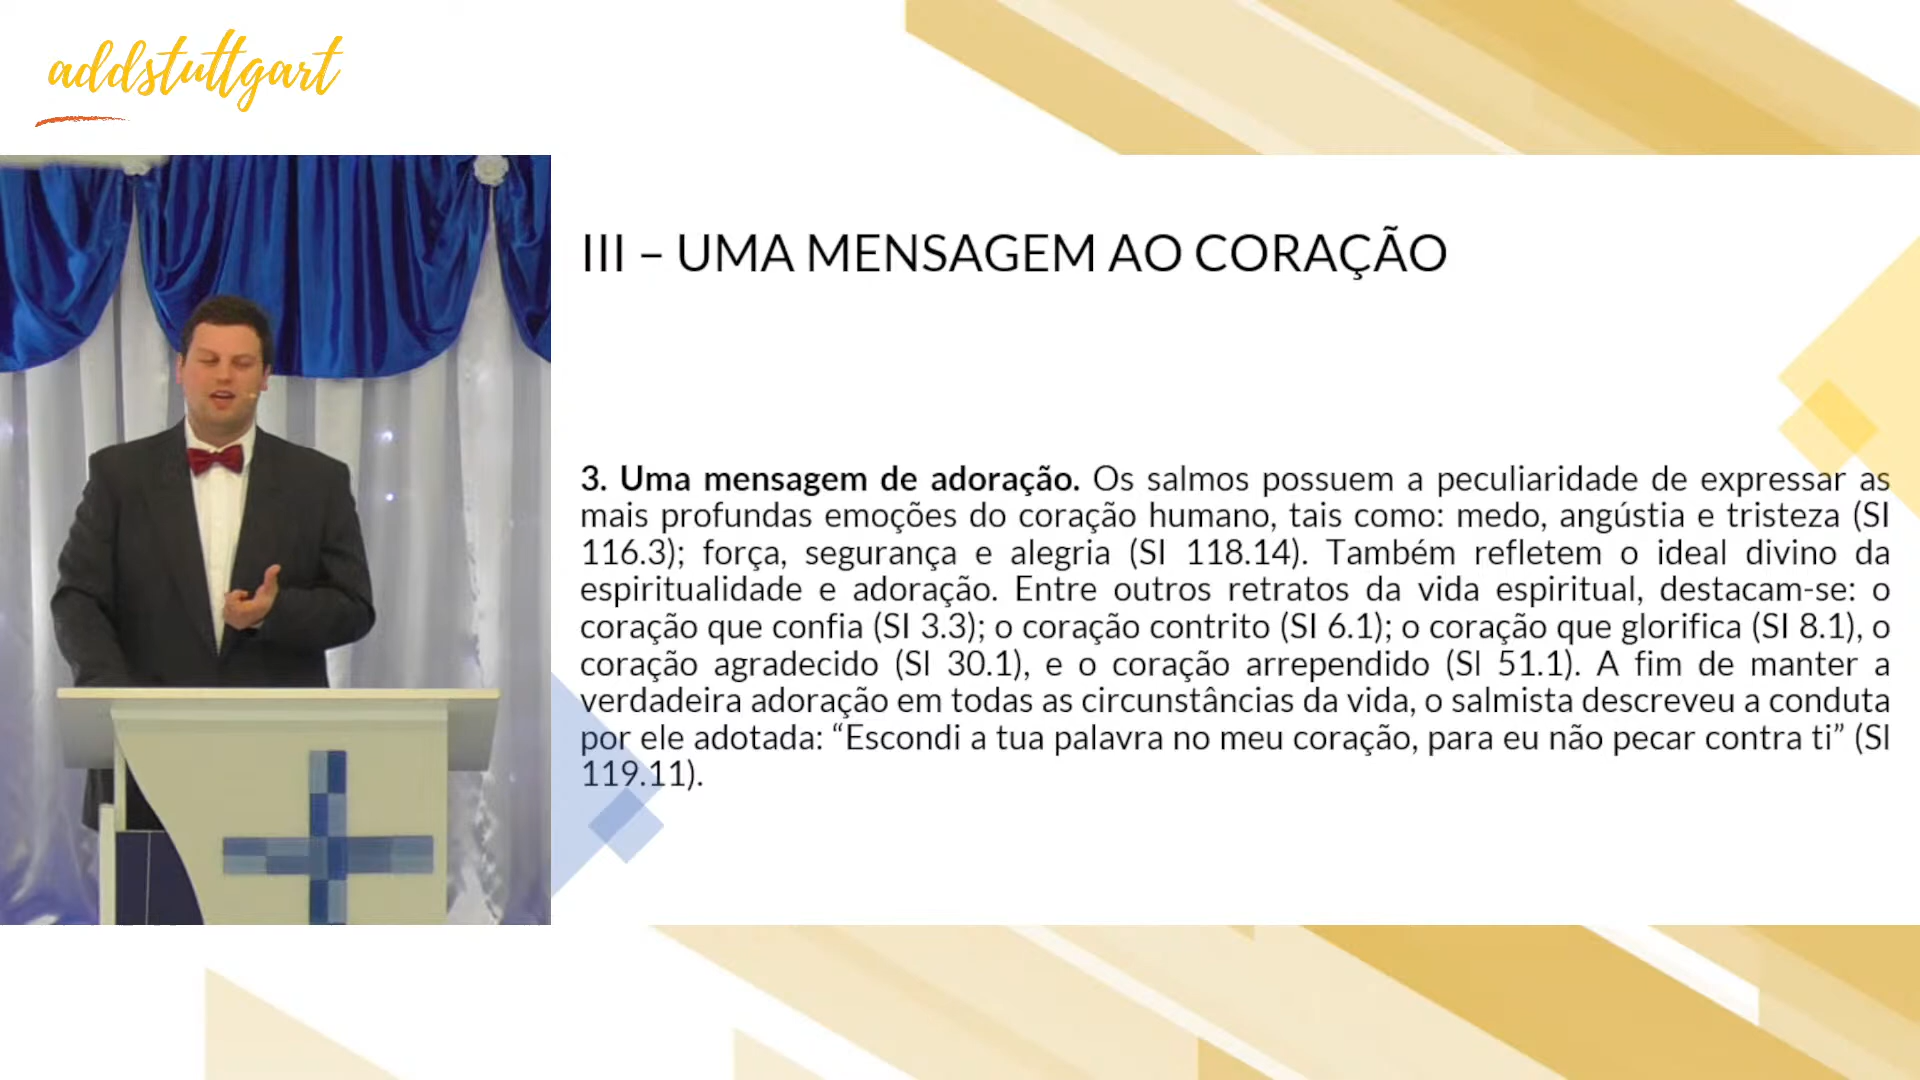 addstuttgart
III – UMA MENSAGEM AO CORAÇÃO
3. Uma mensagem de adoração. Os salmos possuem a peculiaridade de expressar as
mais profundas emoções do coração humano, tais como: medo, angústia e tristeza (Sl
116.3); força, segurança e alegria (Sl 118.14). Também refletem o ideal divino da
espiritualidade e adoração. Entre outros retratos da vida espiritual, destacam-se: o
coração que confia (Sl 3.3); o coração contrito (Sl 6.1); o coração que glorifica (Sl 8.1), o
coração agradecido (Sl 30.1), e o coração arrependido (Sl 51.1). A fim de manter a
verdadeira adoração em todas as circunstâncias da vida, o salmista descreveu a conduta
por ele adotada: “Escondi a tua palavra no meu coração, para eu não pecar contra ti” (Sl
119.11).